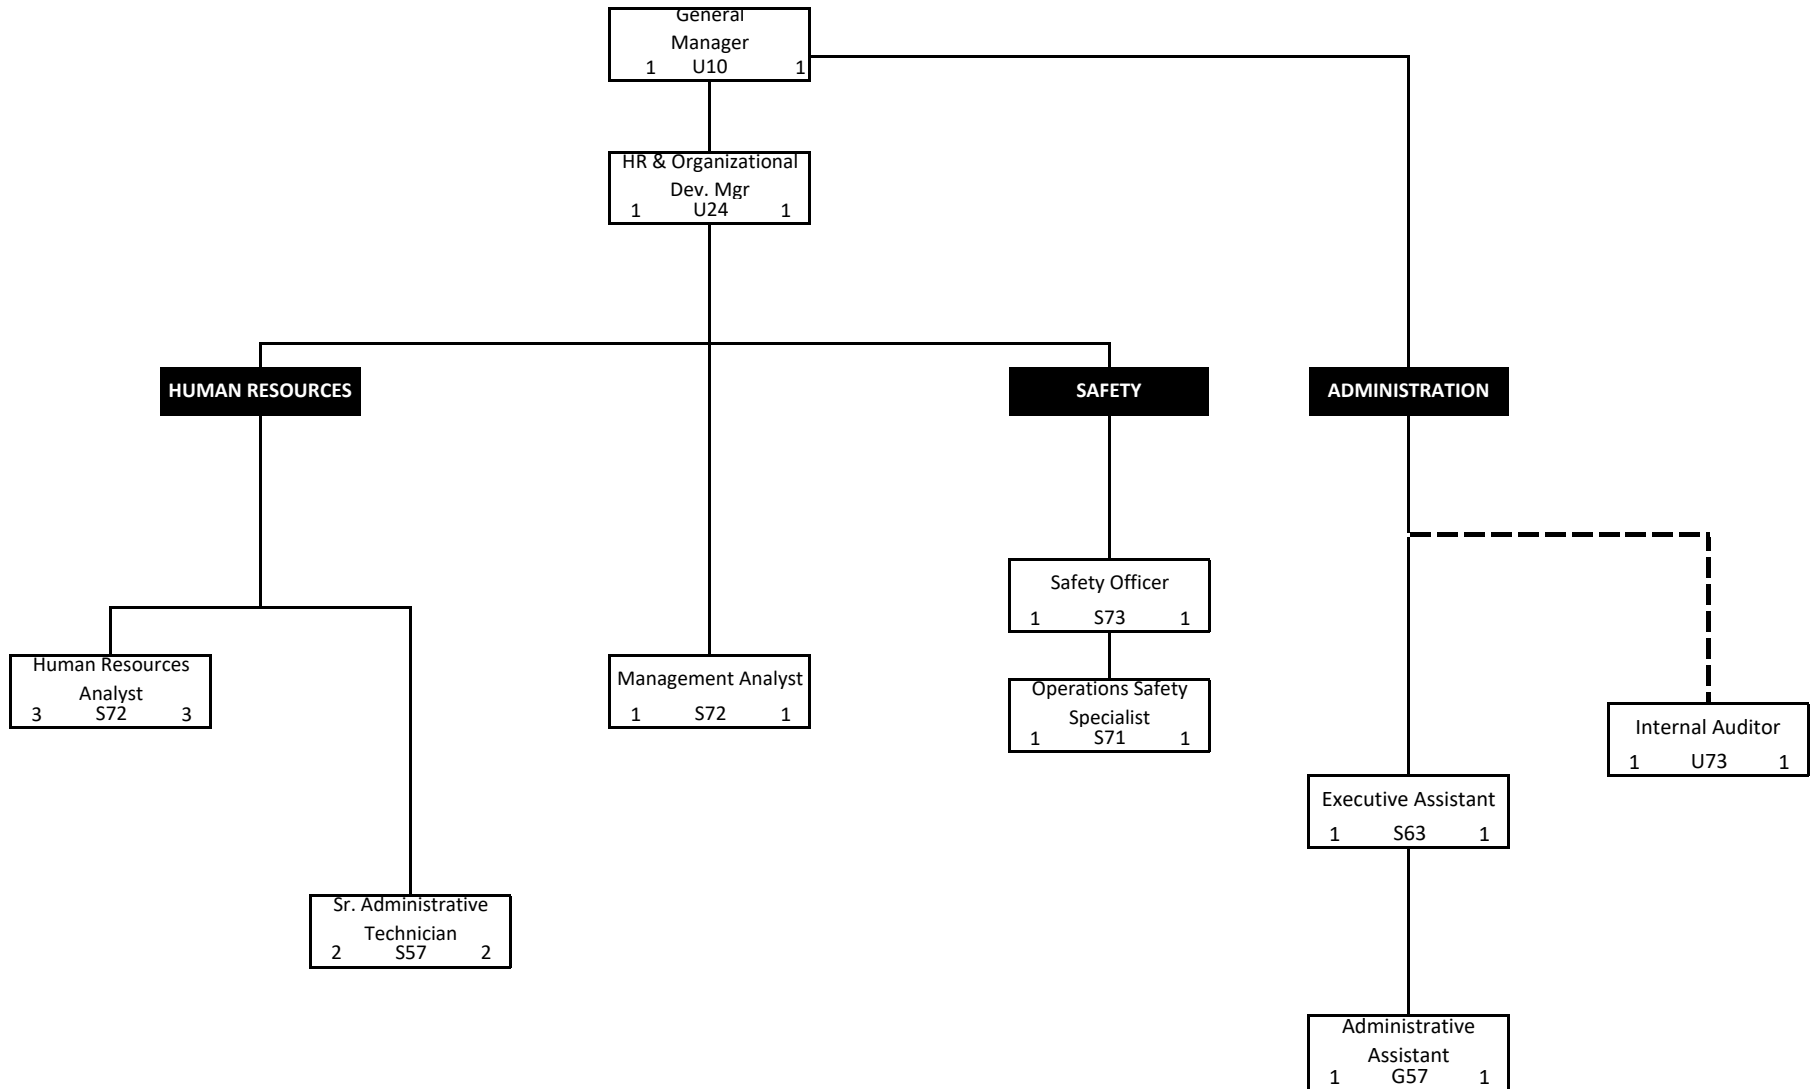 General
Manager
1 U10 1
HR & Organizational
Dev. Mgr
1 U24 1
HUMAN RESOURCES
SAFETY
ADMINISTRATION
Safety Officer
1 S73 1
Human Resources
Analyst
3 S72 3
Management Analyst
1 S72 1
Operations Safety
Specialist
1 S71 1
Internal Auditor
1 U73 1
Executive Assistant
1 S63 1
Sr. Administrative
Technician
2 S57 2
Administrative
Assistant
1 G57 1